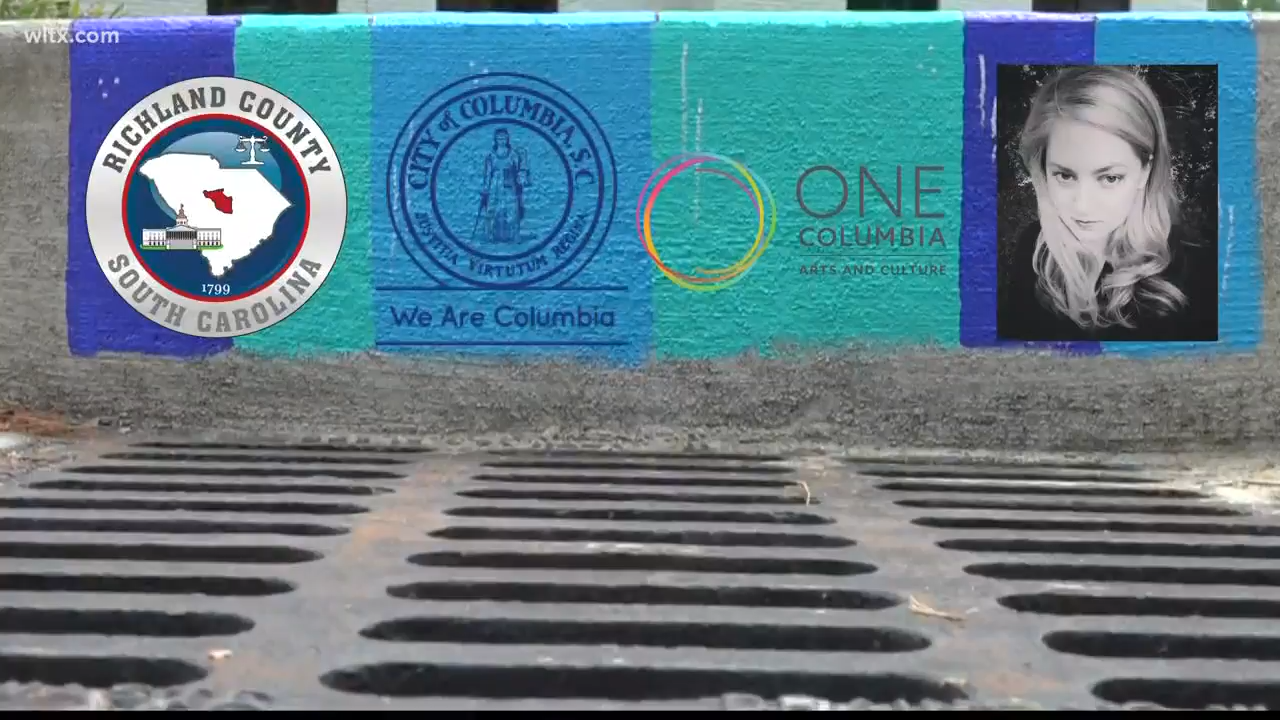 wltx.com
RICHLAND COUNTY
SOUTH CAROLINA
1799
CITY of COLUMBIA, S.C.
JUSTITIA VIRTUTUM REGINA
We Are Columbia
ONE
COLUMBIA
ARTS AND CULTURE